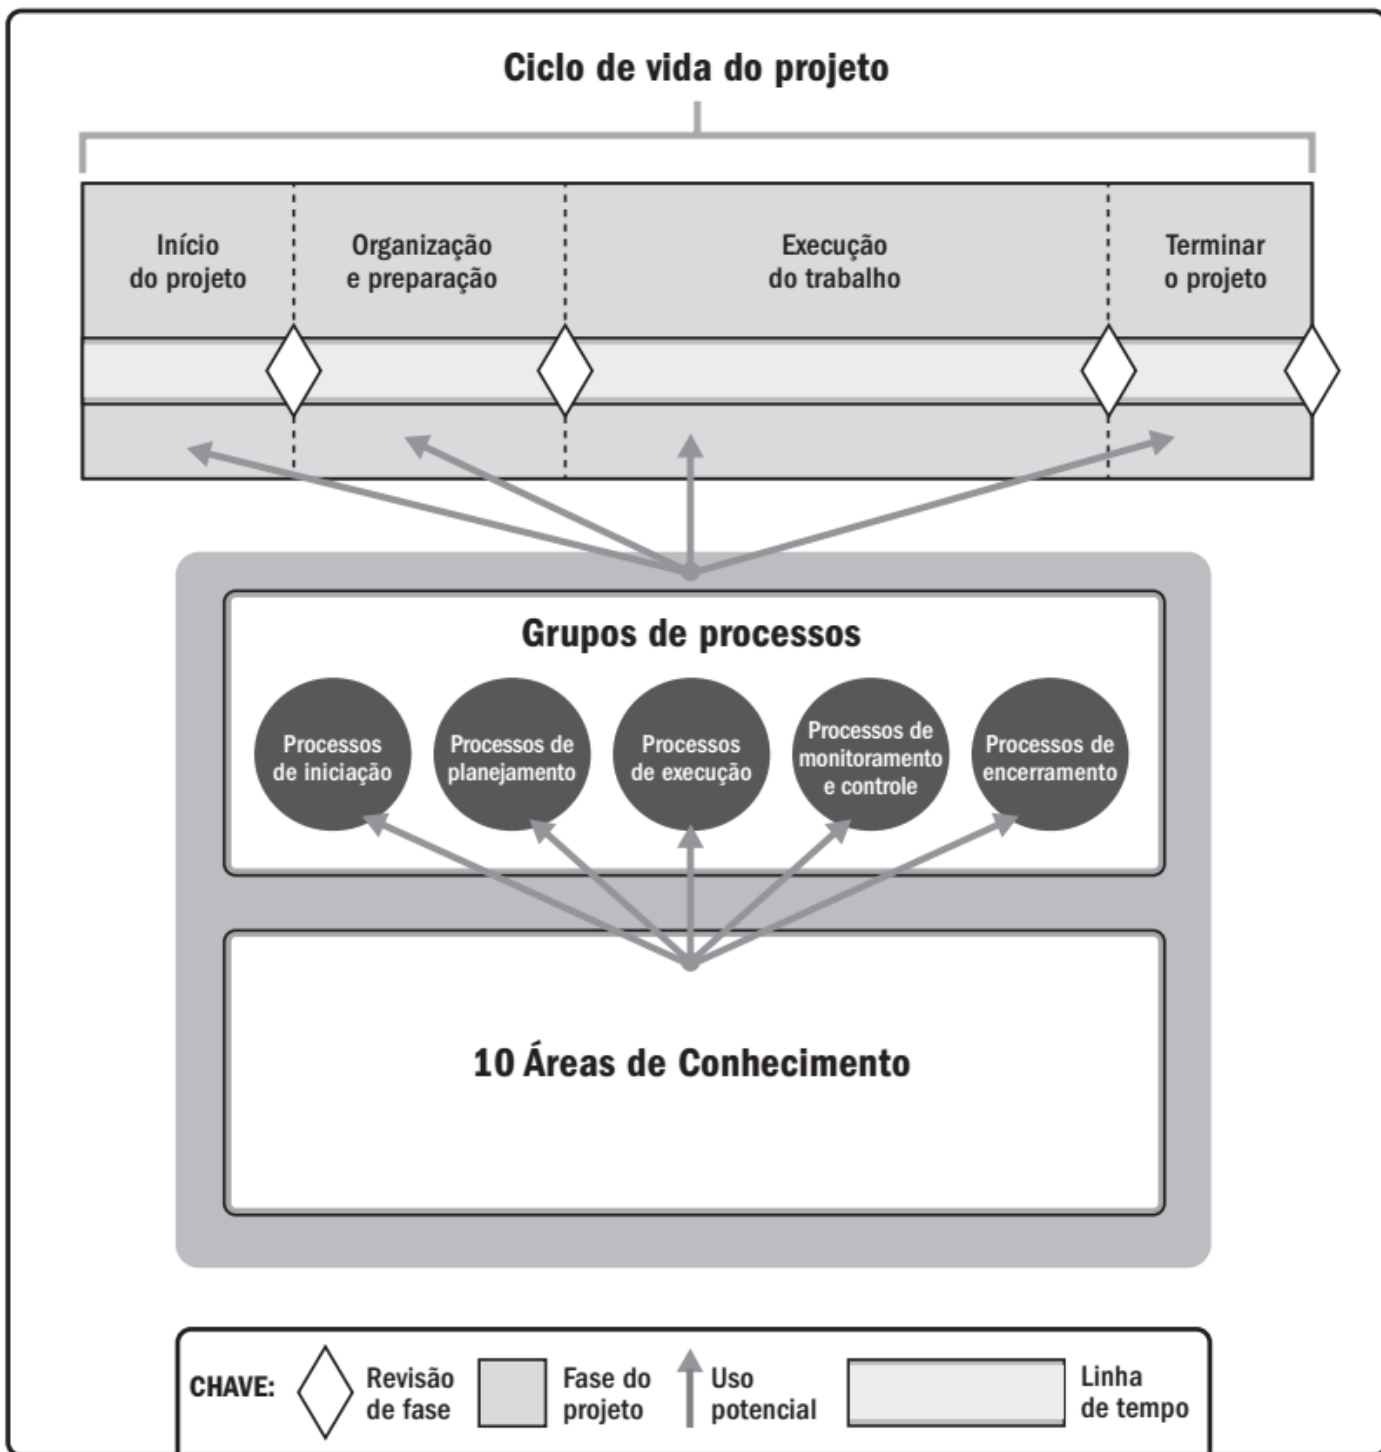 Ciclo de vida do projeto
Início
do projeto
Organização
e preparação
Execução
do trabalho
Terminar
o projeto
Grupos de processos
Processos
de iniciação
Processos de
planejamento
Processos
de execução
Processos de
monitoramento
e controle
Processos de
encerramento
10 Áreas de Conhecimento
CHAVE:
Revisão
de fase
Fase do
projeto
Uso
potencial
Linha
de tempo